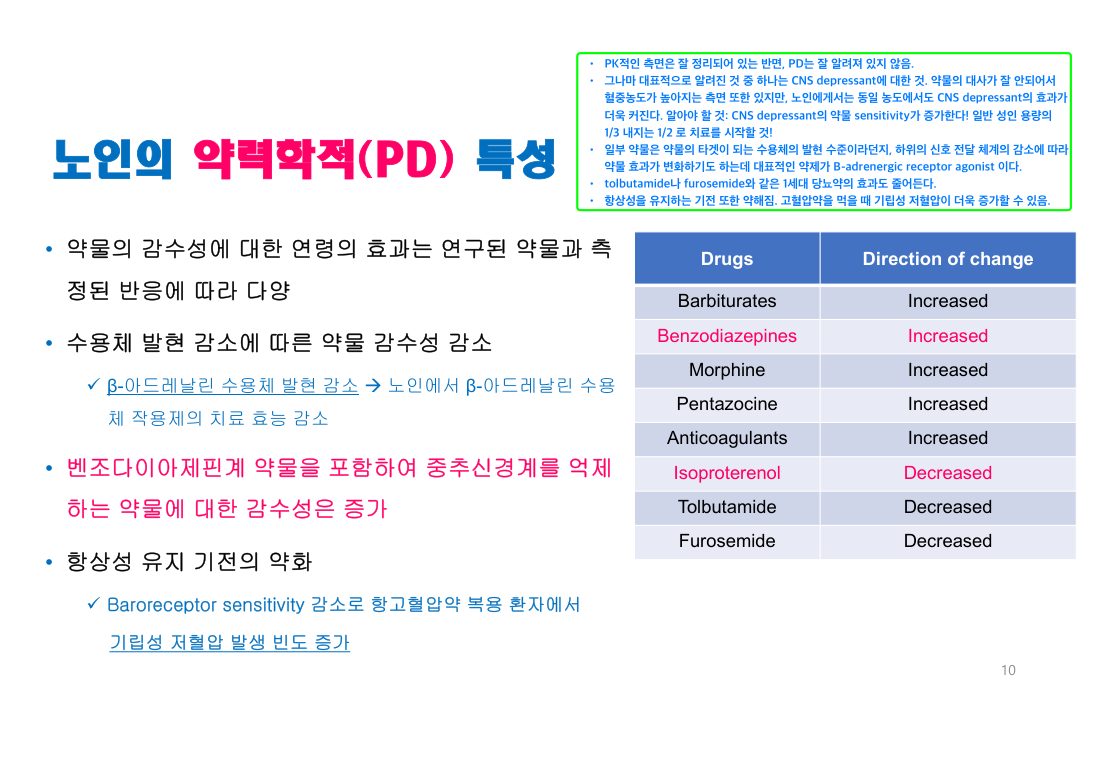 • PK적인 측면은 잘 정리되어 있는 반면, PD는 잘 알려져 있지 않음.
• 그나마 대표적으로 알려진 것 중 하나는 CNS depressant에 대한 것. 약물의 대사가 잘 안되어서
혈중농도가 높아지는 측면 또한 있지만, 노인에게서는 동일 농도에서도 CNS depressant의 효과가
더욱 커진다. 알아야 할 것: CNS depressant의 약물 sensitivity가 증가한다! 일반 성인 용량의
1/3 내지는 1/2 로 치료를 시작할 것!
• 일부 약물은 약물의 타겟이 되는 수용체의 발현 수준이라던지, 하위의 신호 전달 체계의 감소에 따라
약물 효과가 변화하기도 하는데 대표적인 약제가 B-adrenergic receptor agonist 이다.
• tolbutamide나 furosemide와 같은 1세대 당뇨약의 효과도 줄어든다.
• 항상성을 유지하는 기전 또한 약해짐. 고혈압약을 먹을 때 기립성 저혈압이 더욱 증가할 수 있음.
노인의 약력학적(PD) 특성
• 약물의 감수성에 대한 연령의 효과는 연구된 약물과 측
정된 반응에 따라 다양
• 수용체 발현 감소에 따른 약물 감수성 감소
✓ β-아드레날린 수용체 발현 감소 → 노인에서 β-아드레날린 수용
체 작용제의 치료 효능 감소
• 벤조다이아제핀계 약물을 포함하여 중추신경계를 억제
하는 약물에 대한 감수성은 증가
• 항상성 유지 기전의 약화
✓ Baroreceptor sensitivity 감소로 항고혈압약 복용 환자에서
기립성 저혈압 발생 빈도 증가
Drugs Direction of change
Barbiturates Increased
Benzodiazepines Increased
Morphine Increased
Pentazocine Increased
Anticoagulants Increased
Isoproterenol Decreased
Tolbutamide Decreased
Furosemide Decreased
10